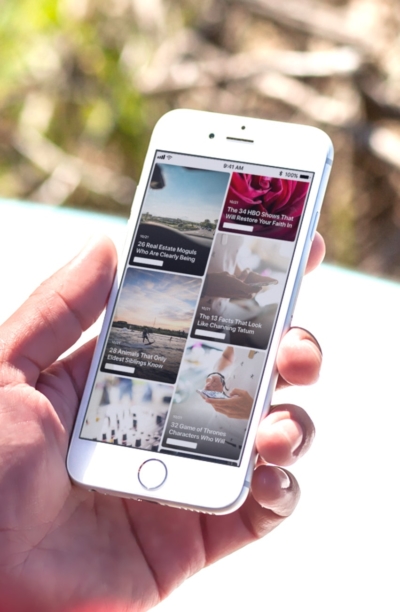 9:41 AM
100%
26 Real Estate Moguls
Who Are Clearly Being
The 34 HBO Shows That
Will Restore Your Faith In
28 Animals That Only
Eldest Siblings Know
The 13 Facts That Look
Like Channing Tatum
32 Game of Thrones
Characters Who Will